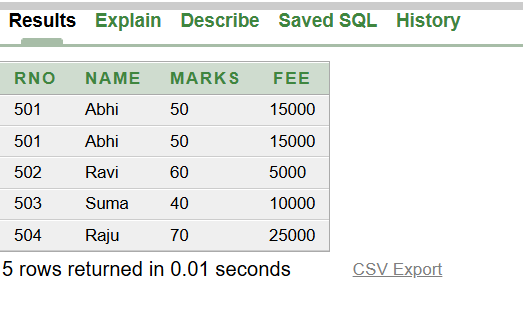 Results Explain Describe Saved SQL History
RNO NAME MARKS FEE
501 Abhi 50 15000
501 Abhi 50 15000
502 Ravi 60 5000
503 Suma 40 10000
504 Raju 70 25000
5 rows returned in 0.01 seconds CSV Export